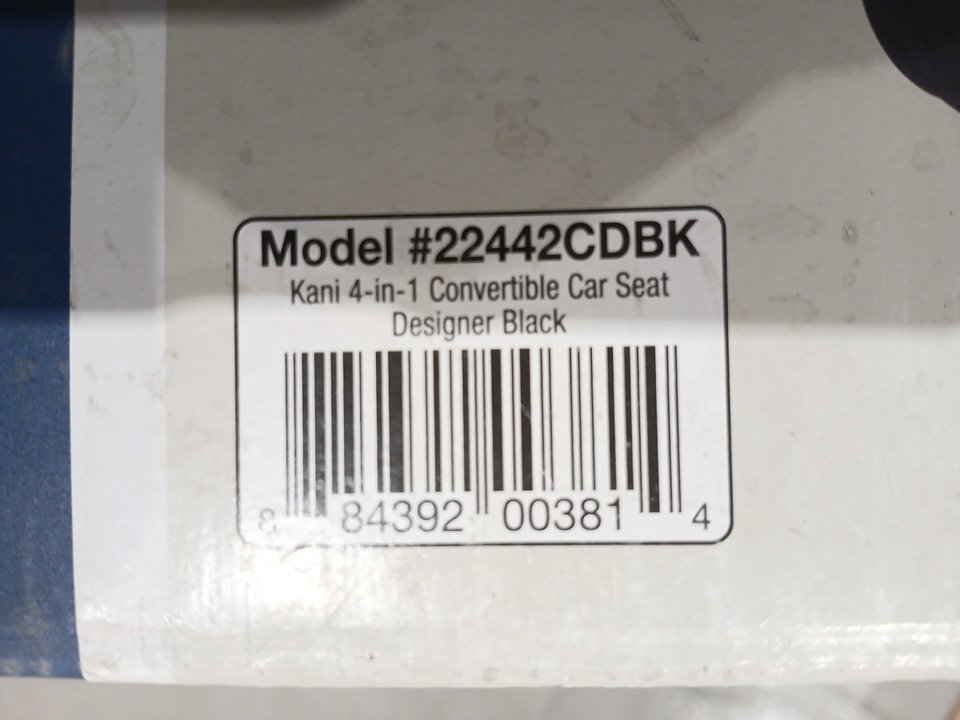 Model #22442CDBK
Kani 4-in-1 Convertible Car Seat
Designer Black
8 84392 00381 4